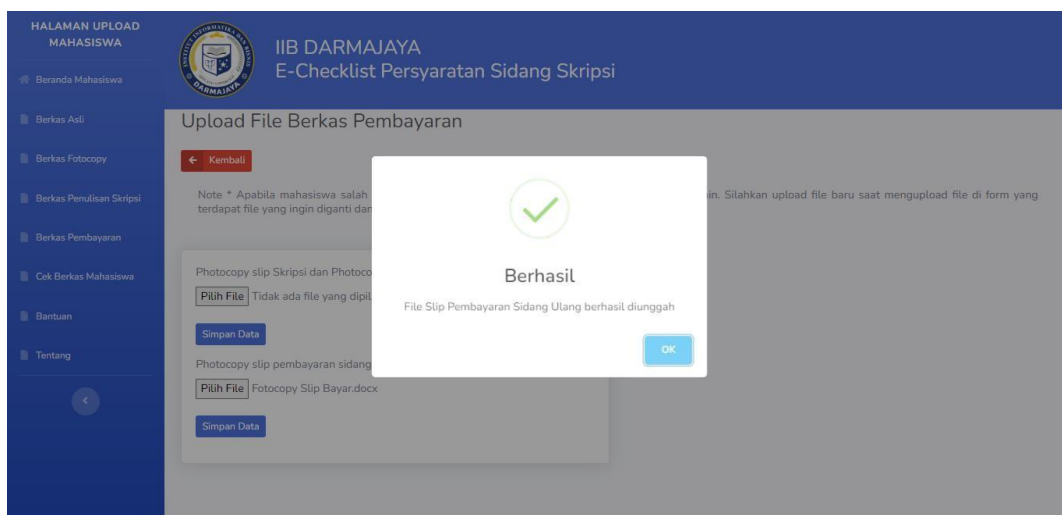 HALAMAN UPLOAD
MAHASISWA
Beranda Mahasiswa
Berkas Asli
Berkas Fotocopy
Berkas Penulisan Skripsi
Berkas Pembayaran
Cek Berkas Mahasiswa
Bantuan
Tentang
DARMAJAYA
IIB DARMAJAYA
E-Checklist Persyaratan Sidang Skripsi
Upload File Berkas Pembayaran
Kembali
Note * Apabila mahasiswa salah in. Silahkan upload file baru saat mengupload file di form yang
terdapat file yang ingin diganti dan
Photocopy slip Skripsi dan Photoco
Pilih File Tidak ada file yang dipil
Simpan Data
Photocopy slip pembayaran sidang
Pilih File Fotocopy Slip Bayar.docx
Simpan Data
Berhasil
File Slip Pembayaran Sidang Ulang berhasil diunggah
OK